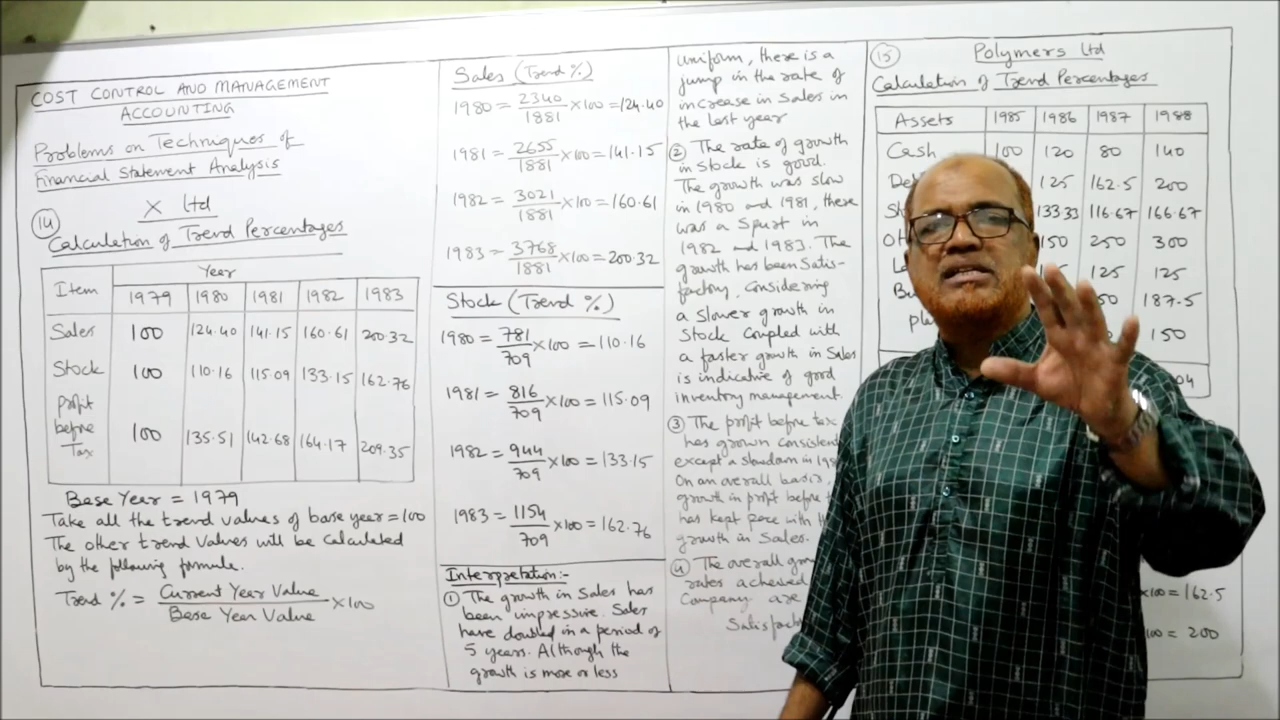 COST CONTROL AND MANAGEMENT
ACCOUNTING
Problems on Techniques of
Financial Statement Analysis
14
X Ltd
Calculation of Trend Percentages
Item Year
1979 1980 1981 1982 1983
Sales 100 124.40 141.15 160.61 200.32
Stock 100 110.16 115.09 133.15 162.76
Profit
before
Tax 100 135.51 142.68 164.17 209.35
Base Year = 1979
Take all the trend values of base year = 100
The other trend values will be calculated
by the following formula.
Trend % = Current Year Value / Base Year Value × 100
Sales (Trend %)
1980 = 2340/1881 × 100 = 124.40
1981 = 2655/1881 × 100 = 141.15
1982 = 3021/1881 × 100 = 160.61
1983 = 3768/1881 × 100 = 200.32
Stock (Trend %)
1980 = 781/709 × 100 = 110.16
1981 = 816/709 × 100 = 115.09
1982 = 944/709 × 100 = 133.15
1983 = 1154/709 × 100 = 162.76
Interpretation:-
1 The growth in Sales has
been impressive. Sales
have doubled in a period of
5 years. Although the
growth is more or less
uniform, there is a
jump in the rate of
increase in Sales in
the last year
2 The rate of growth
in stock is good.
The growth was slow
in 1980 and 1981, there
was a Spurt in
1982 and 1983. The
growth has been Satis-
factory, Considering
a slower growth in
Stock coupled with
a faster growth in Sales
is indicative of good
inventory management.
3 The profit before tax
has grown consisten
except a slowdown in 198
On an overall basis,
growth in profit before t
has kept pace with th
growth in Sales.
4 The overall gro
rates achieved
Company are
Satisfac
15
Polymers Ltd
Calculation of Trend Percentages
Assets 1985 1986 1987 1988
Cash 100 120 80 140
De 125 162.5 200
St 133.33 116.67 166.67
Ot 150 250 300
La 125 125
Bu 50 187.5
pla 150
04
×100 = 162.5
100 = 200